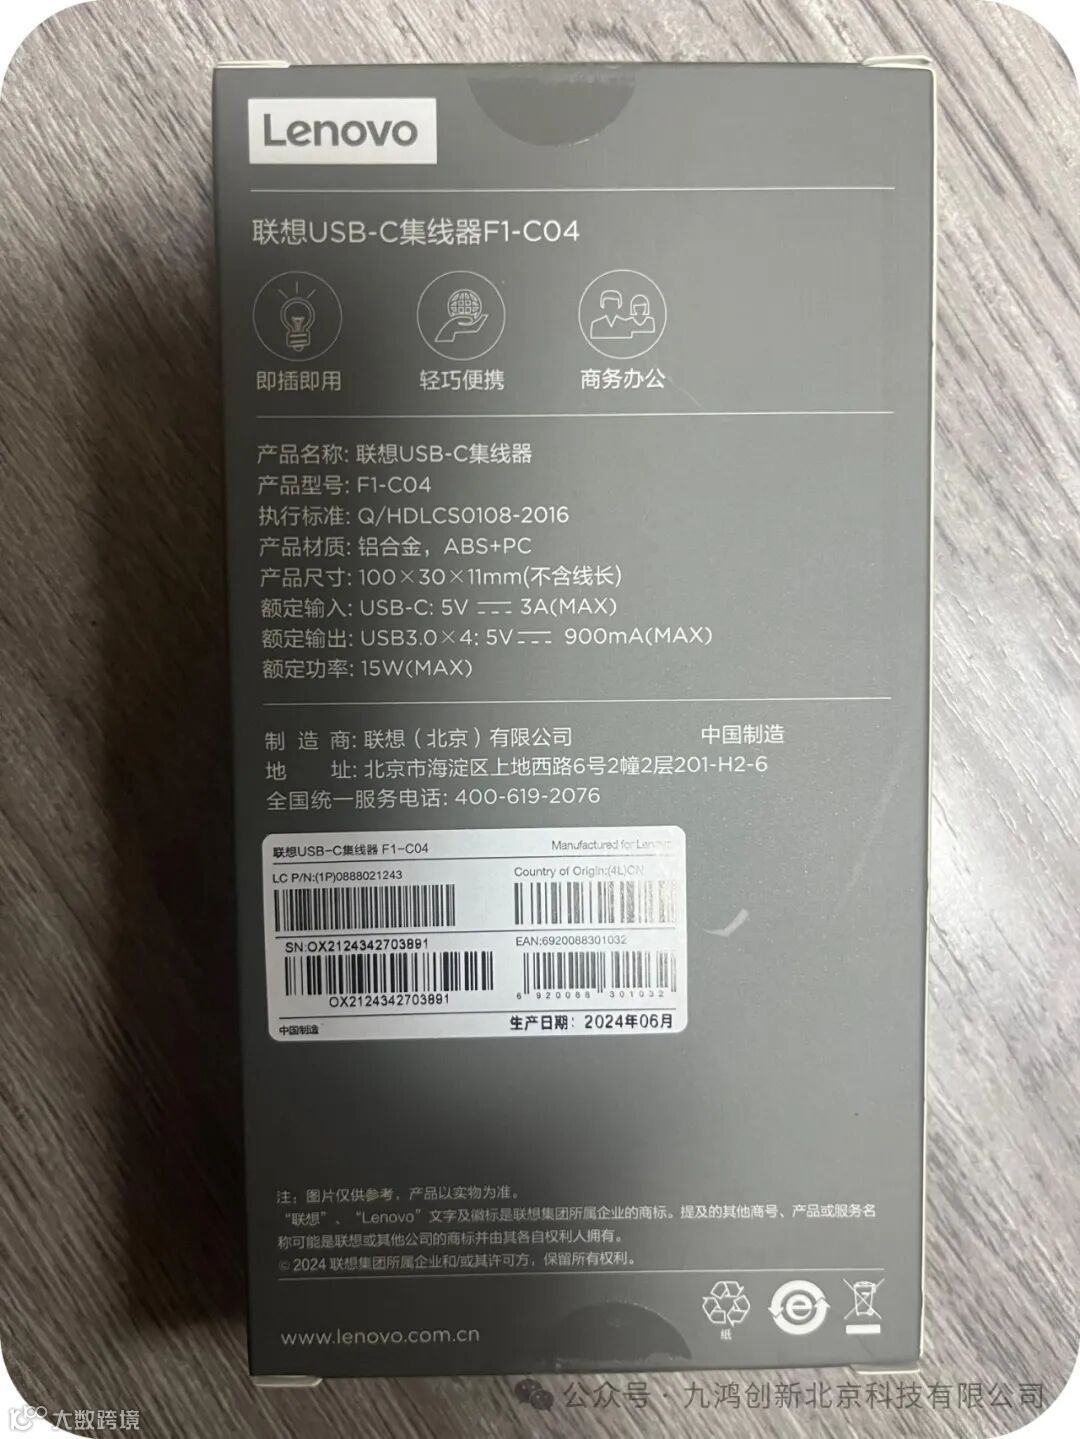 Lenovo
联想USB-C集线器F1-C04
即插即用
轻巧便携
商务办公
产品名称: 联想USB-C集线器
产品型号: F1-C04
执行标准: Q/HDLCS0108-2016
产品材质: 铝合金，ABS+PC
产品尺寸: 100×30×11mm(不含线长)
额定输入: USB-C: 5V ⎓ 3A(MAX)
额定输出: USB3.0×4: 5V⎓ 900mA(MAX)
额定功率: 15W(MAX)
制 造 商: 联想（北京）有限公司 中国制造
地 址: 北京市海淀区上地西路6号2幢2层201-H2-6
全国统一服务电话: 400-619-2076
联想USB-C集线器 F1-C04 Manufactured for Lenovo
LC P/N:(1P)0888021243 Country of Origin:(4L)CN
SN:OX2124342703891 EAN:6920088301032
OX2124342703891 6 920088 301032
中国制造 生产日期：2024年06月
注：图片仅供参考，产品以实物为准。
“联想”、“Lenovo”文字及徽标是联想集团所属企业的商标。提及的其他商号、产品或服务名
称可能是联想或其他公司的商标并由其各自权利人拥有。
© 2024 联想集团所属企业和/或其许可方，保留所有权利。
紙
www.lenovo.com.cn
公众号 · 九鸿创新北京科技有限公司
大数跨境